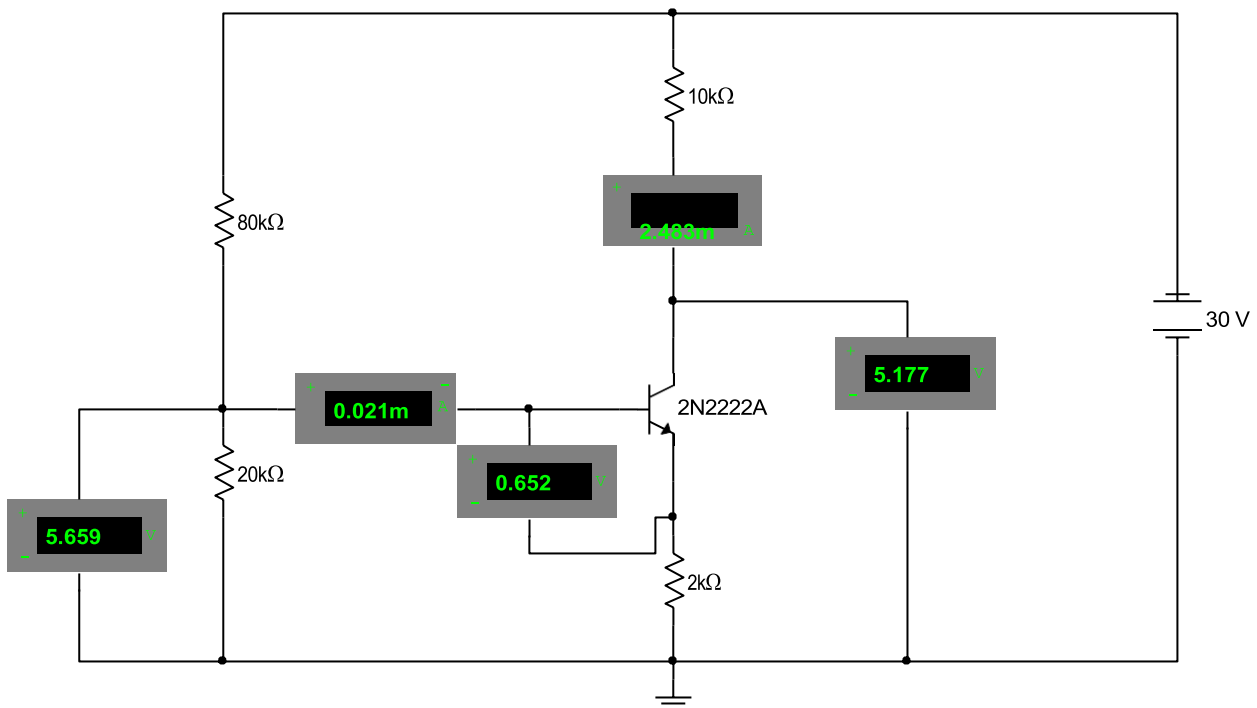 10kΩ
+
2.483m A
80kΩ
30 V
+
5.177 V
−
+ −
0.021m A
2N2222A
+
0.652 V
−
20kΩ
+
5.659 V
−
2kΩ